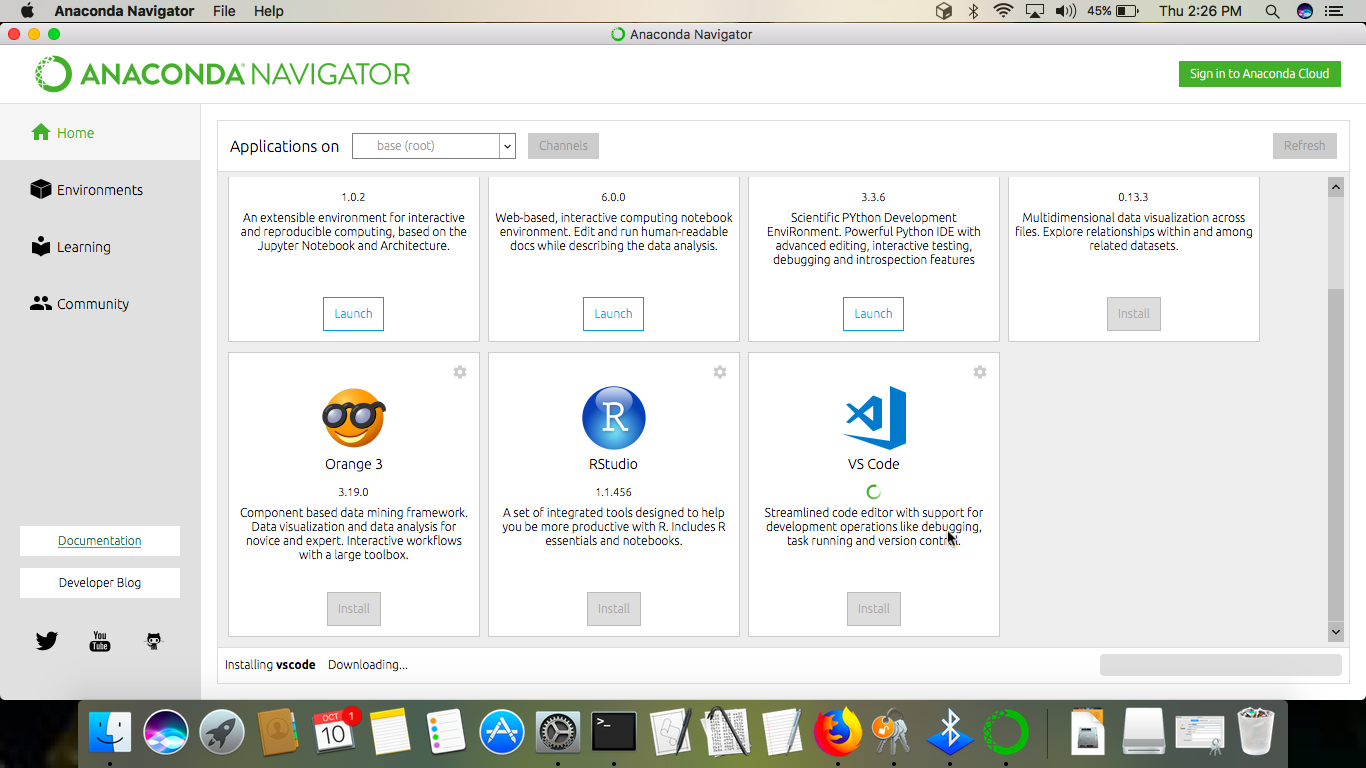 Anaconda Navigator File Help 45% Thu 2:26 PM
Anaconda Navigator
ANACONDA NAVIGATOR
Sign in to Anaconda Cloud
Home
Environments
Learning
Community
Documentation
Developer Blog
You
Tube
Applications on base (root) Channels Refresh
1.0.2
An extensible environment for interactive
and reproducible computing, based on the
Jupyter Notebook and Architecture.
Launch
6.0.0
Web-based, interactive computing notebook
environment. Edit and run human-readable
docs while describing the data analysis.
Launch
3.3.6
Scientific PYthon Development
EnviRonment. Powerful Python IDE with
advanced editing, interactive testing,
debugging and introspection features
Launch
0.13.3
Multidimensional data visualization across
files. Explore relationships within and among
related datasets.
Install
Orange 3
3.19.0
Component based data mining framework.
Data visualization and data analysis for
novice and expert. Interactive workflows
with a large toolbox.
Install
R
RStudio
1.1.456
A set of integrated tools designed to help
you be more productive with R. Includes R
essentials and notebooks.
Install
VS Code
Streamlined code editor with support for
development operations like debugging,
task running and version control.
Install
Installing vscode Downloading...
OCT
10
1
>_